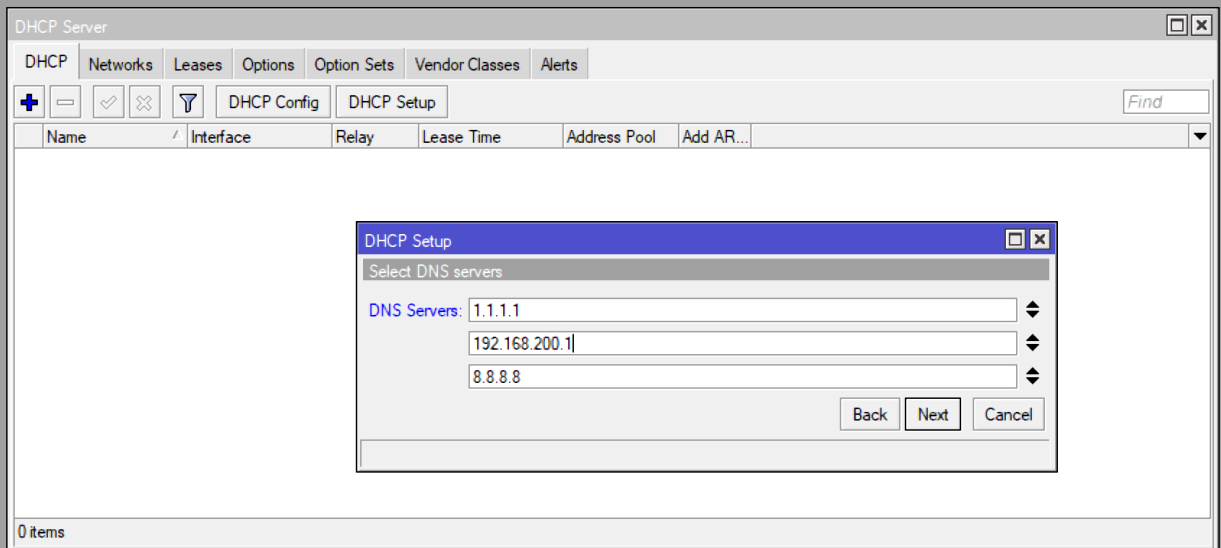 DHCP Server
DHCP Networks Leases Options Option Sets Vendor Classes Alerts
DHCP Config DHCP Setup Find
Name Interface Relay Lease Time Address Pool Add AR...
DHCP Setup
Select DNS servers
DNS Servers: 1.1.1.1
192.168.200.1
8.8.8.8
Back Next Cancel
0 items